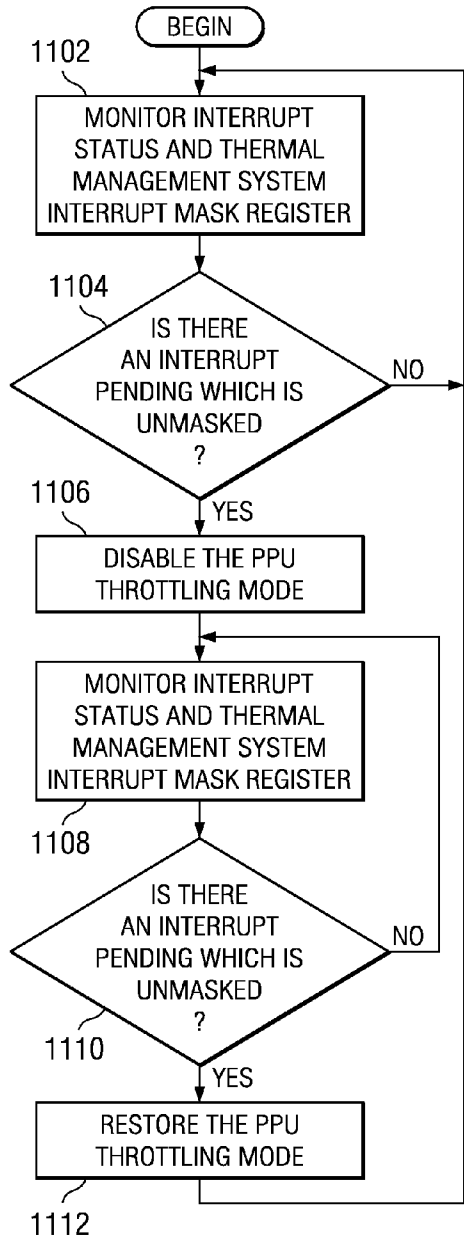 BEGIN
1102
MONITOR INTERRUPT
STATUS AND THERMAL
MANAGEMENT SYSTEM
INTERRUPT MASK REGISTER
1104
IS THERE
AN INTERRUPT
PENDING WHICH IS
UNMASKED
?
NO
1106
YES
DISABLE THE PPU
THROTTLING MODE
MONITOR INTERRUPT
STATUS AND THERMAL
MANAGEMENT SYSTEM
INTERRUPT MASK REGISTER
1108
IS THERE
AN INTERRUPT
PENDING WHICH IS
UNMASKED
?
NO
1110
YES
RESTORE THE PPU
THROTTLING MODE
1112